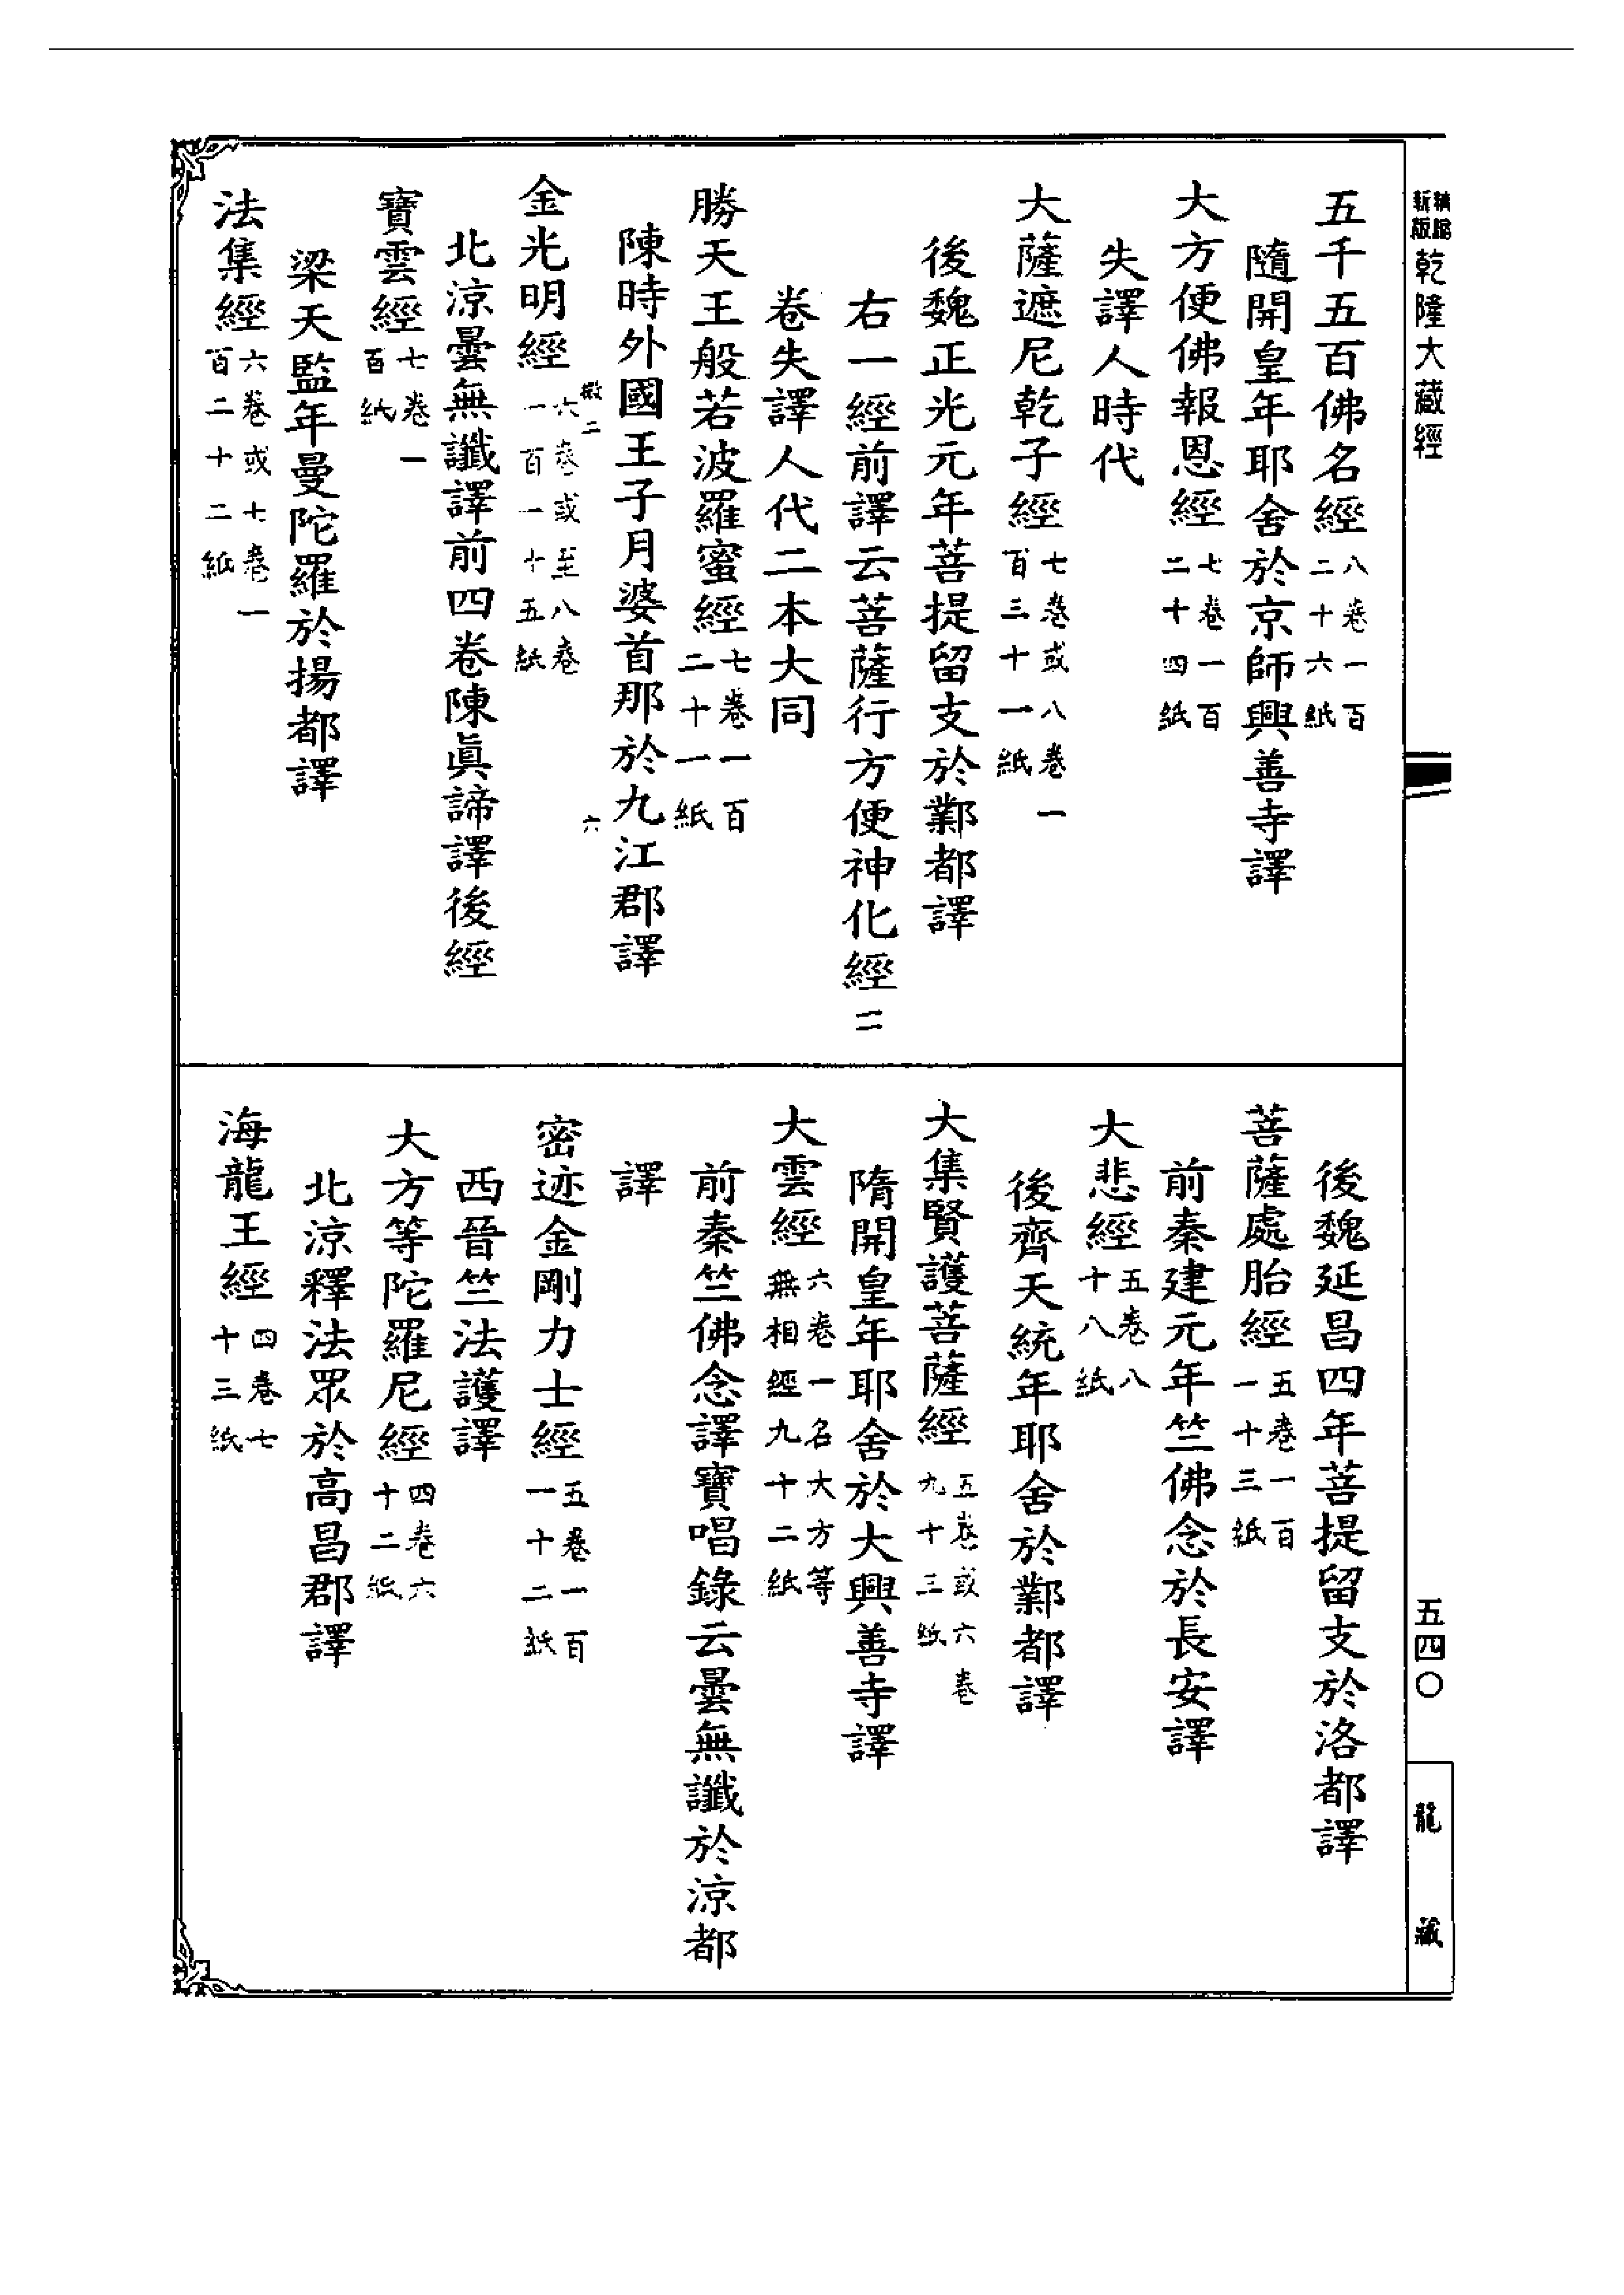 新版
乾隆大藏經
五四〇
龍藏
五千五百佛名經八卷一百二十六紙
隨開皇年耶舍於京師興善寺譯
大方便佛報恩經七卷一百二十四紙
失譯人時代
大薩遮尼乾子經七卷或八卷一百三十一紙
後魏正光元年菩提留支於鄴都譯
右一經前譯云菩薩行方便神化經二
卷失譯人代二本大同
勝天王般若波羅蜜經七卷一百二十一紙
陳時外國王子月婆首那於九江郡譯
六
金光明經六卷或至八卷一百一十五紙
北涼曇無讖譯前四卷陳眞諦譯後經
寶雲經七卷一百紙
梁天監年曼陀羅於揚都譯
法集經六卷或七卷一百二十二紙
後魏延昌四年菩提留支於洛都譯
菩薩處胎經五卷一百一十三紙
前秦建元年竺佛念於長安譯
大悲經五卷八十八紙
後齊天統年耶舍於鄴都譯
大集賢護菩薩經五卷或六卷九十三紙
隋開皇年耶舍於大興善寺譯
大雲經六卷一名大方等無相經九十二紙
前秦竺佛念譯寶唱錄云曇無讖於涼都
譯
密迹金剛力士經五卷一百一十二紙
西晉竺法護譯
大方等陀羅尼經四卷六十二紙
北涼釋法眾於高昌郡譯
海龍王經四卷七十三紙